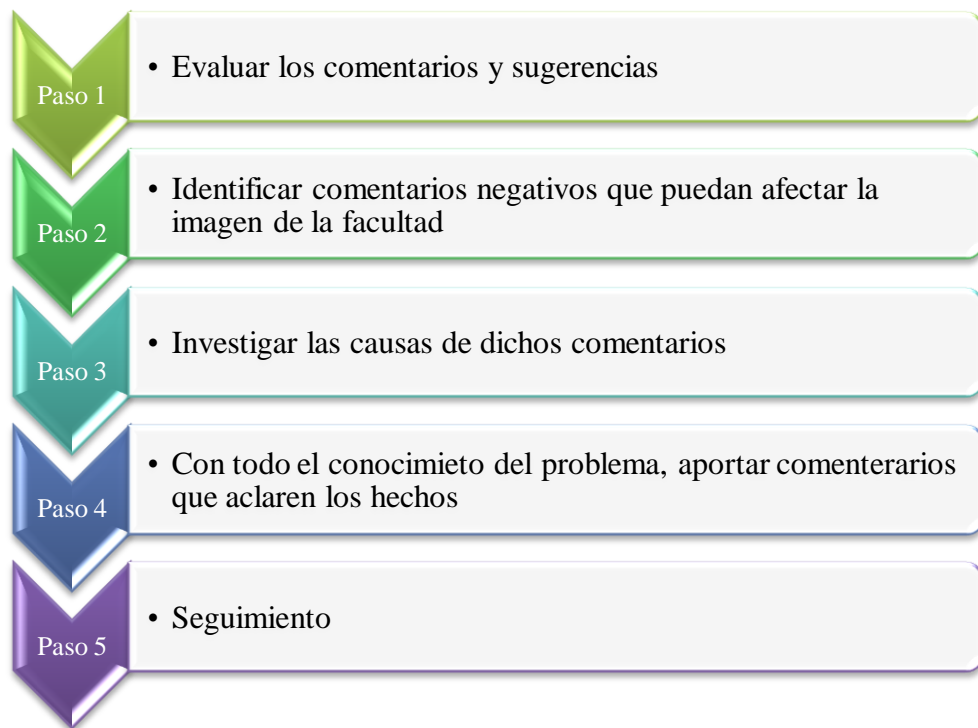 Paso 1
• Evaluar los comentarios y sugerencias
Paso 2
• Identificar comentarios negativos que puedan afectar la
imagen de la facultad
Paso 3
• Investigar las causas de dichos comentarios
Paso 4
• Con todo el conocimieto del problema, aportar comenterarios
que aclaren los hechos
Paso 5
• Seguimiento